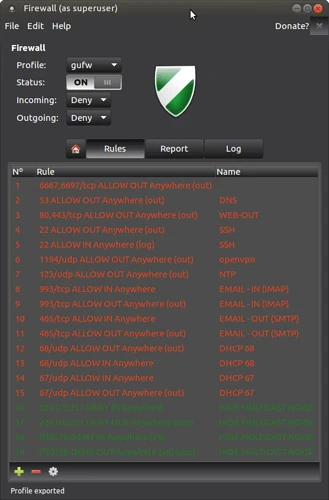 Firewall (as superuser)
File Edit Help Donate?
Firewall
Profile: gufw
Status: ON
Incoming: Deny
Outgoing: Deny
Rules Report Log
Nº Rule Name
1 6667,6697/tcp ALLOW OUT Anywhere (out)
2 53 ALLOW OUT Anywhere (out) DNS
3 80,443/tcp ALLOW OUT Anywhere (out) WEB-OUT
4 22 ALLOW OUT Anywhere (out) SSH
5 22 ALLOW IN Anywhere (log) SSH
6 1194/udp ALLOW OUT Anywhere (out) openvpn
7 123/udp ALLOW OUT Anywhere (out) NTP
8 993/tcp ALLOW IN Anywhere EMAIL - IN (IMAP)
9 993/tcp ALLOW OUT Anywhere (out) EMAIL - IN (IMAP)
10 465/tcp ALLOW IN Anywhere EMAIL - OUT (SMTP)
11 465/tcp ALLOW OUT Anywhere (out) EMAIL - OUT (SMTP)
12 68/udp ALLOW OUT Anywhere (out) DHCP 68
13 68/udp ALLOW IN Anywhere DHCP 68
14 67/udp ALLOW IN Anywhere DHCP 67
15 67/udp ALLOW OUT Anywhere (out) DHCP 67
Profile exported